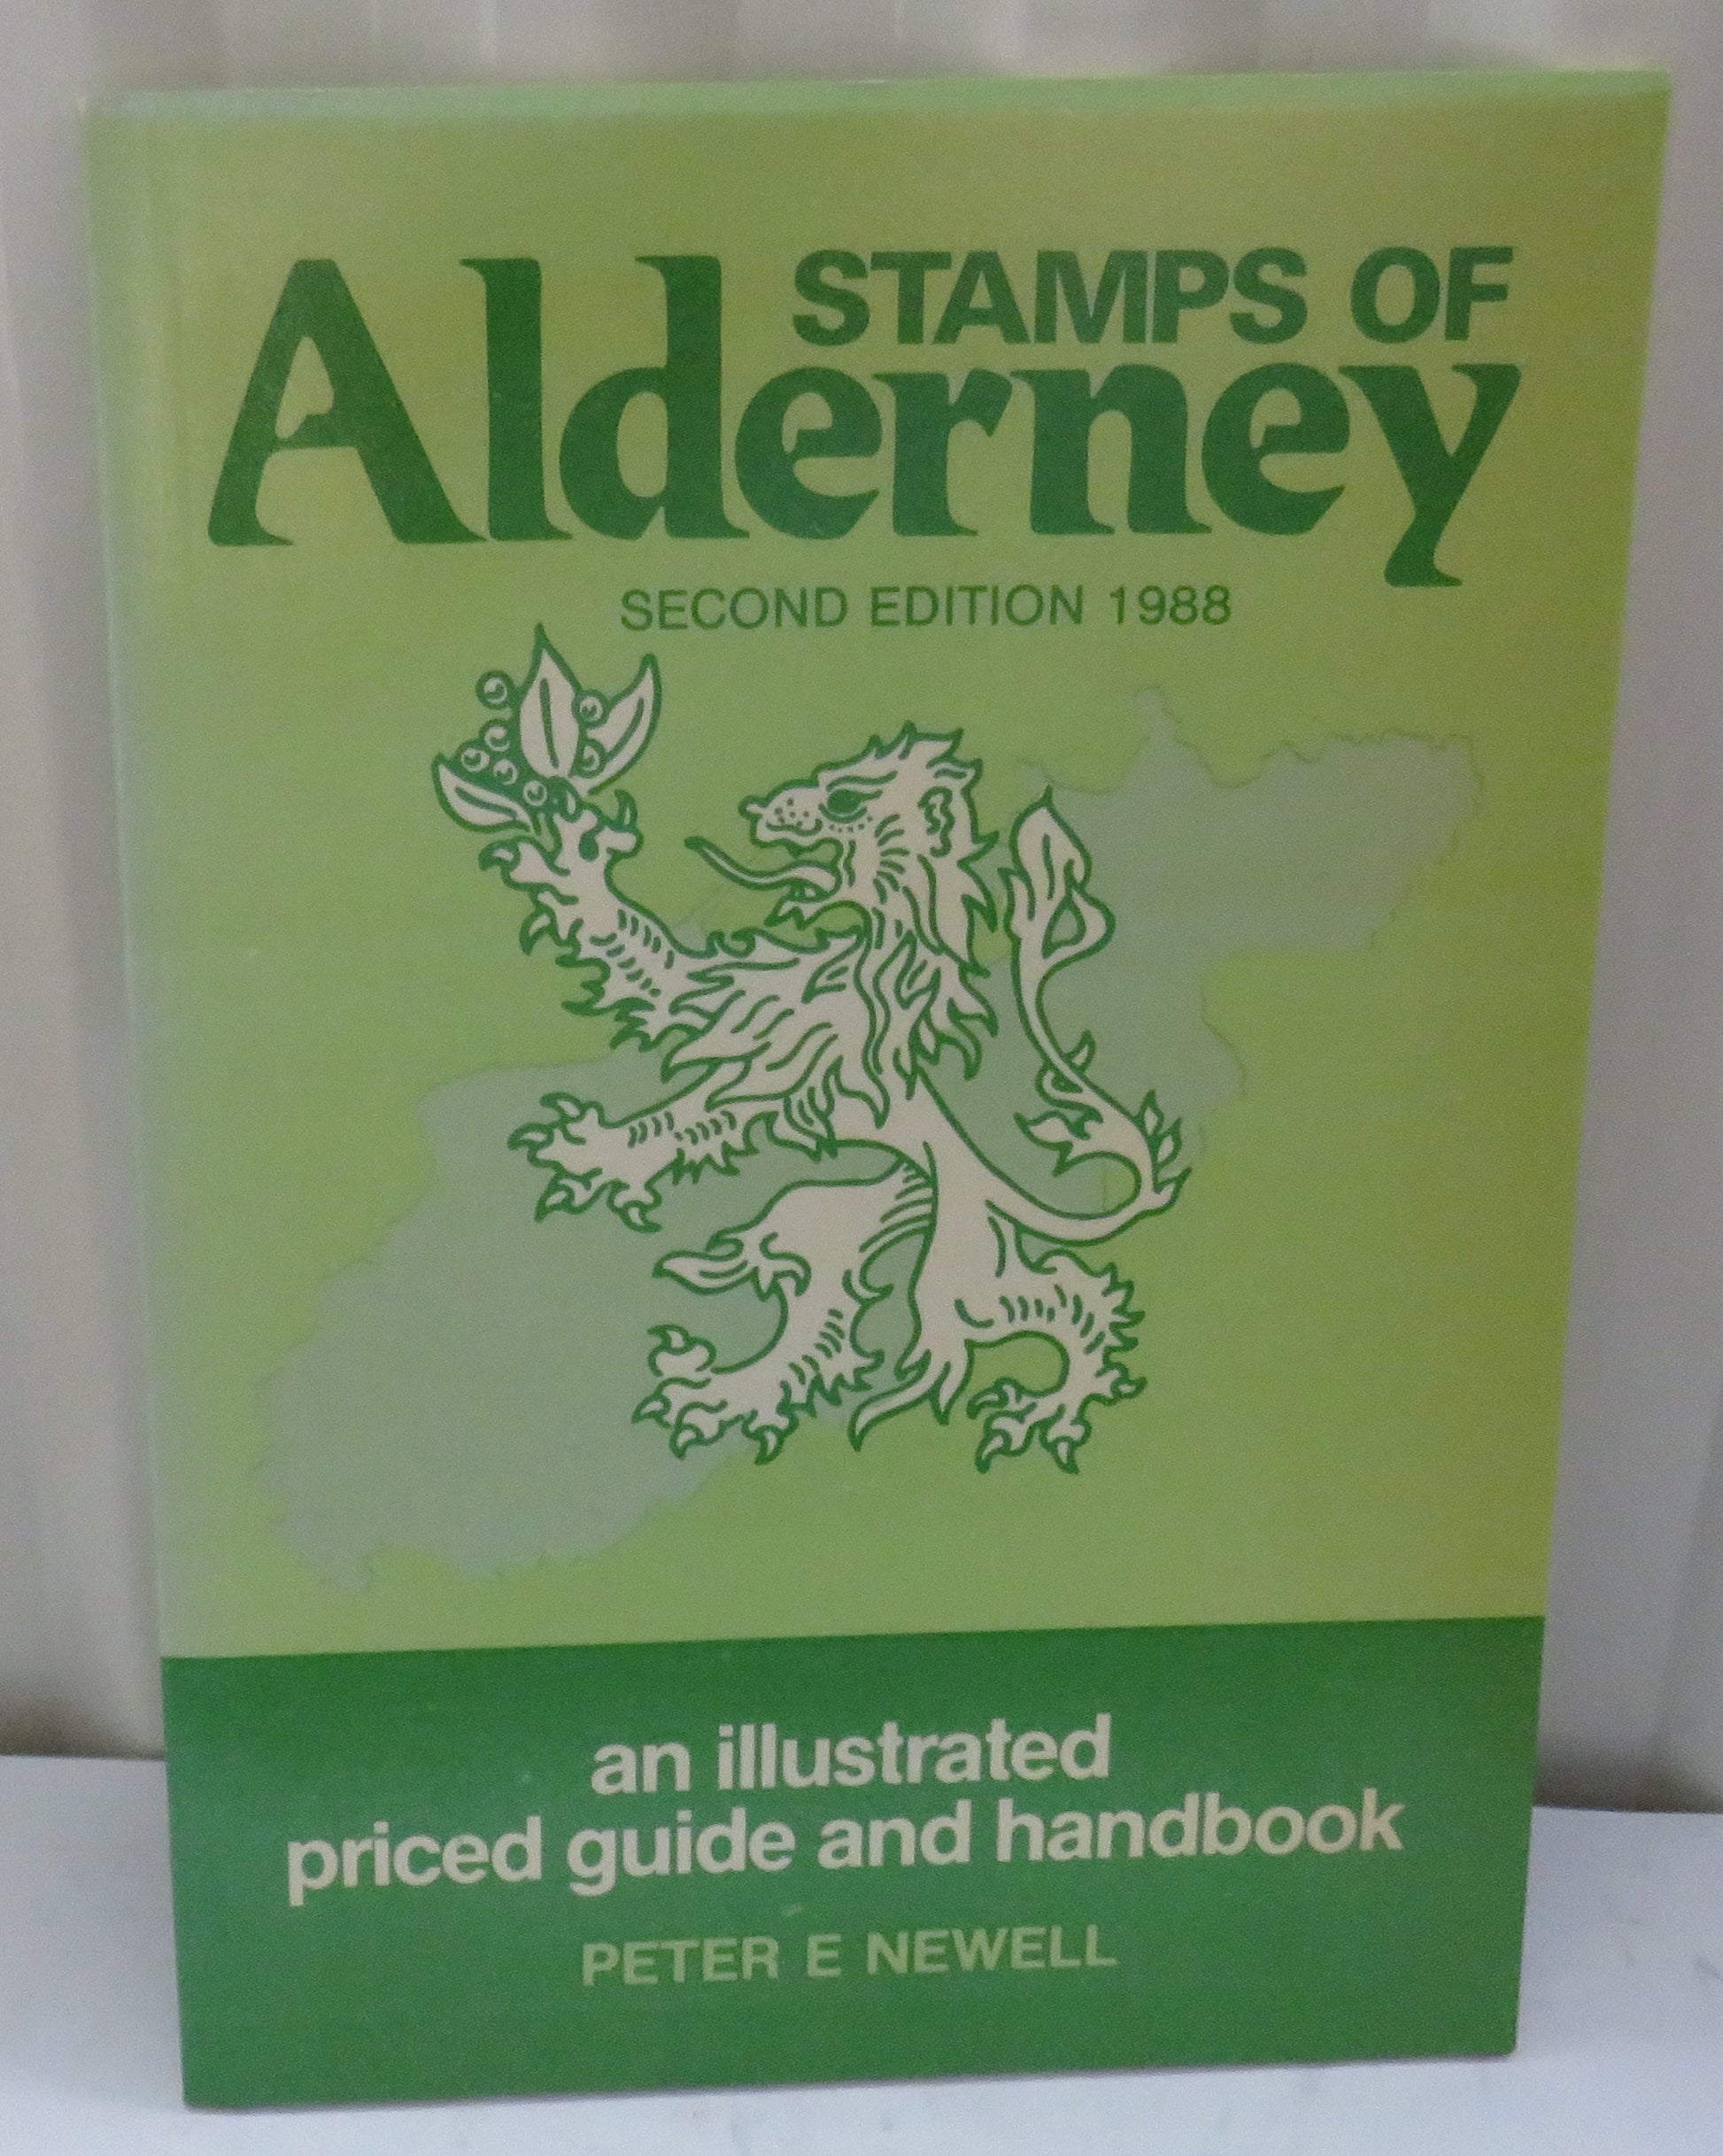 STAMPS OF
Alderney
SECOND EDITION 1988
an illustrated
priced guide and handbook
PETER E NEWELL